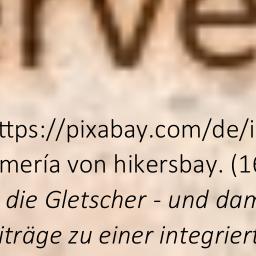 rve
ttps://pixabay.com/de/i
mería von hikersbay. (16
die Gletscher - und dam
iträge zu einer integriert